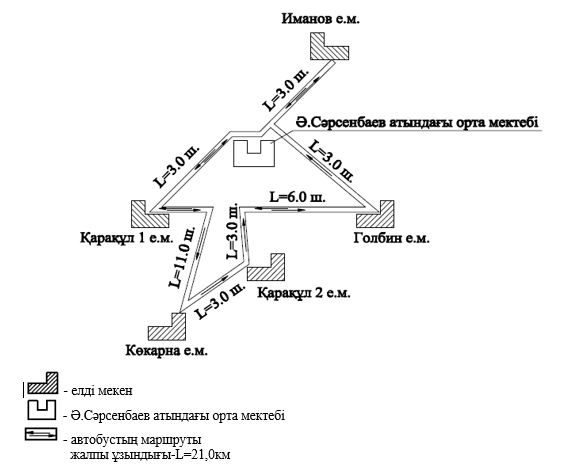 Иманов е.м.
L=3.0 ш.
Ә.Сәрсенбаев атындағы орта мектебі
L=3.0 ш.
L=3.0 ш.
L=6.0 ш.
Қарақұл 1 е.м.
Голбин е.м.
L=11.0 ш.
L=3.0 ш.
Қарақұл 2 е.м.
L=3.0 ш.
Көкарна е.м.
- елді мекен
- Ә.Сәрсенбаев атындағы орта мектебі
- автобустың маршруты
жалпы ұзындығы-L=21,0км